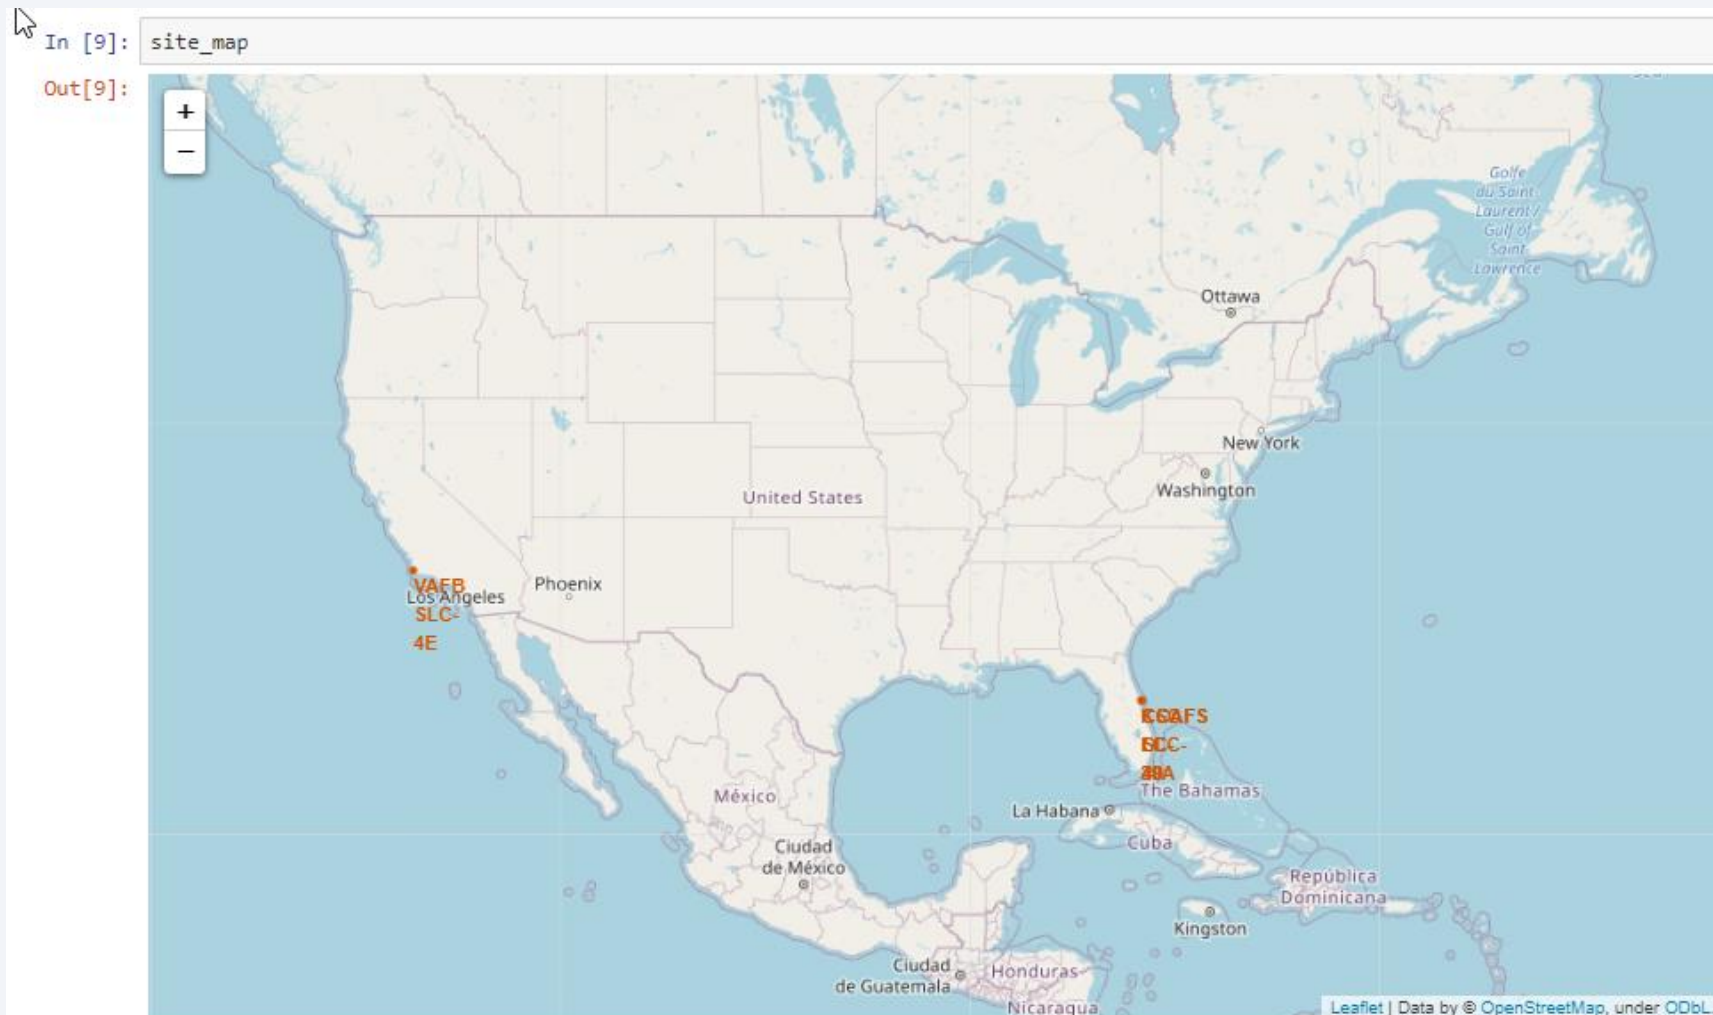 In [9]:
site_map
Out[9]:
+
−
Golfe
du Saint-
Laurent /
Gulf of
Saint-
Lawrence
Ottawa
New York
Washington
United States
Phoenix
VAFB
Los Angeles
SLC-
4E
The Bahamas
La Habana
Cuba
México
Ciudad
de México
República
Dominicana
Kingston
Ciudad
de Guatemala
Honduras
Nicaragua
Leaflet | Data by © OpenStreetMap, under ODbL.